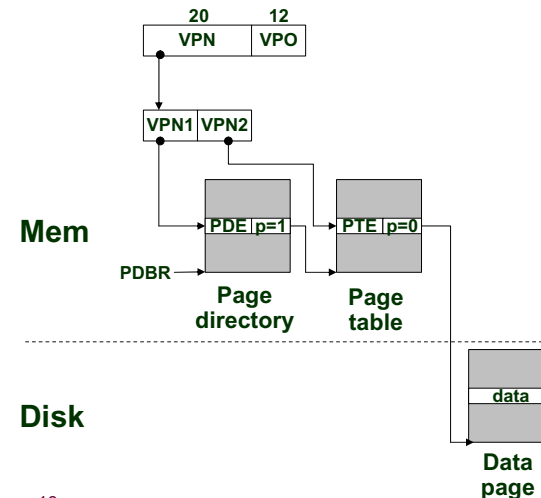 20 12
VPN VPO
VPN1 VPN2
Mem
PDE p=1 PTE p=0
PDBR
Page directory
Page table
Disk
data
Data page